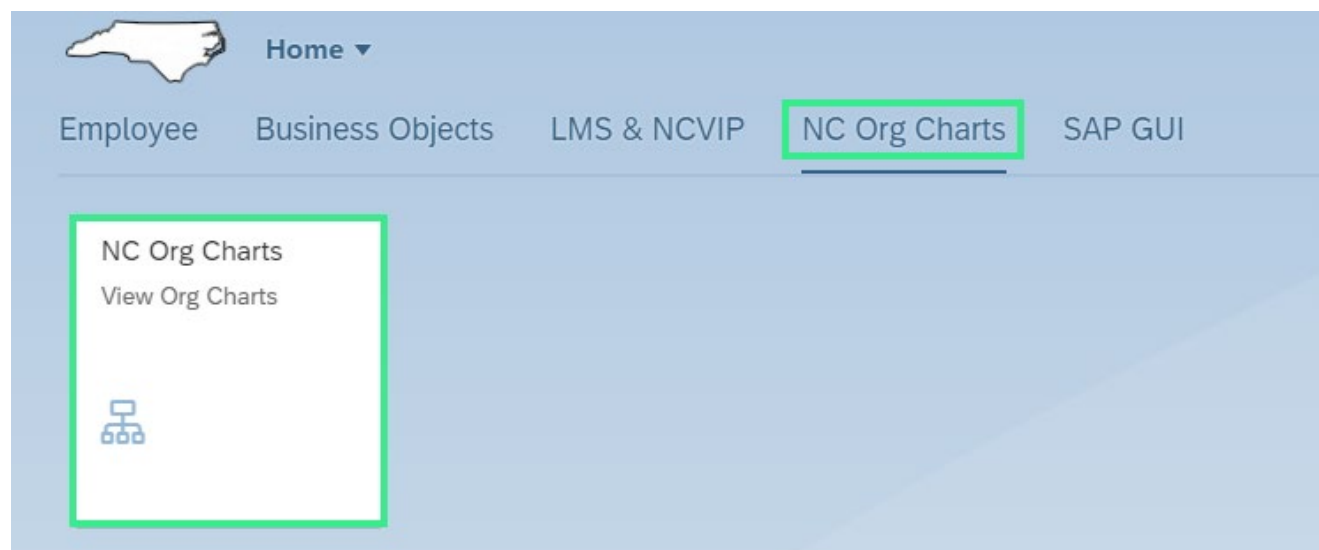 Home
Employee Business Objects LMS & NCVIP NC Org Charts SAP GUI
NC Org Charts
View Org Charts